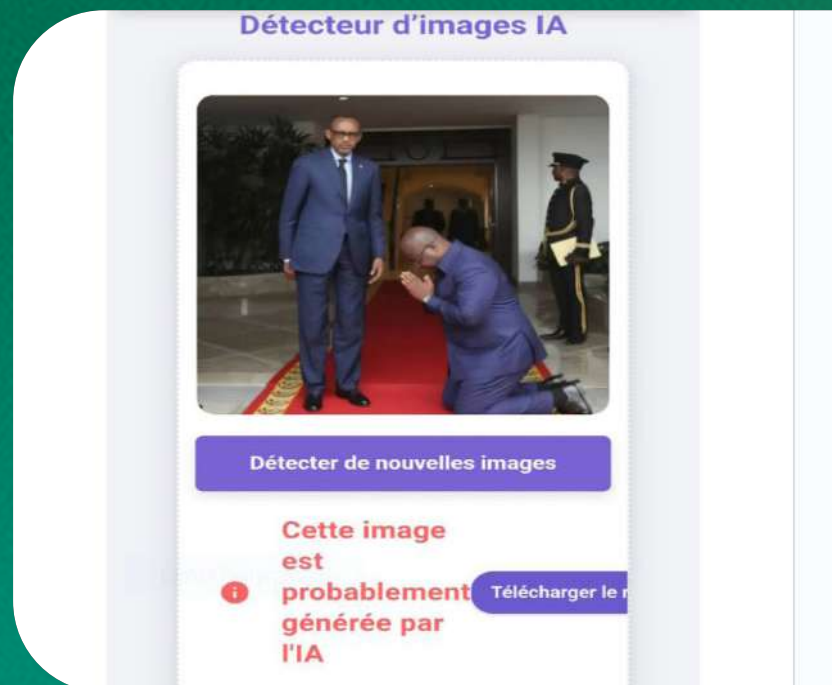 Détecteur d'images IA
Détecter de nouvelles images
Cette image
est
probablement
générée par
l'IA
Télécharger le r